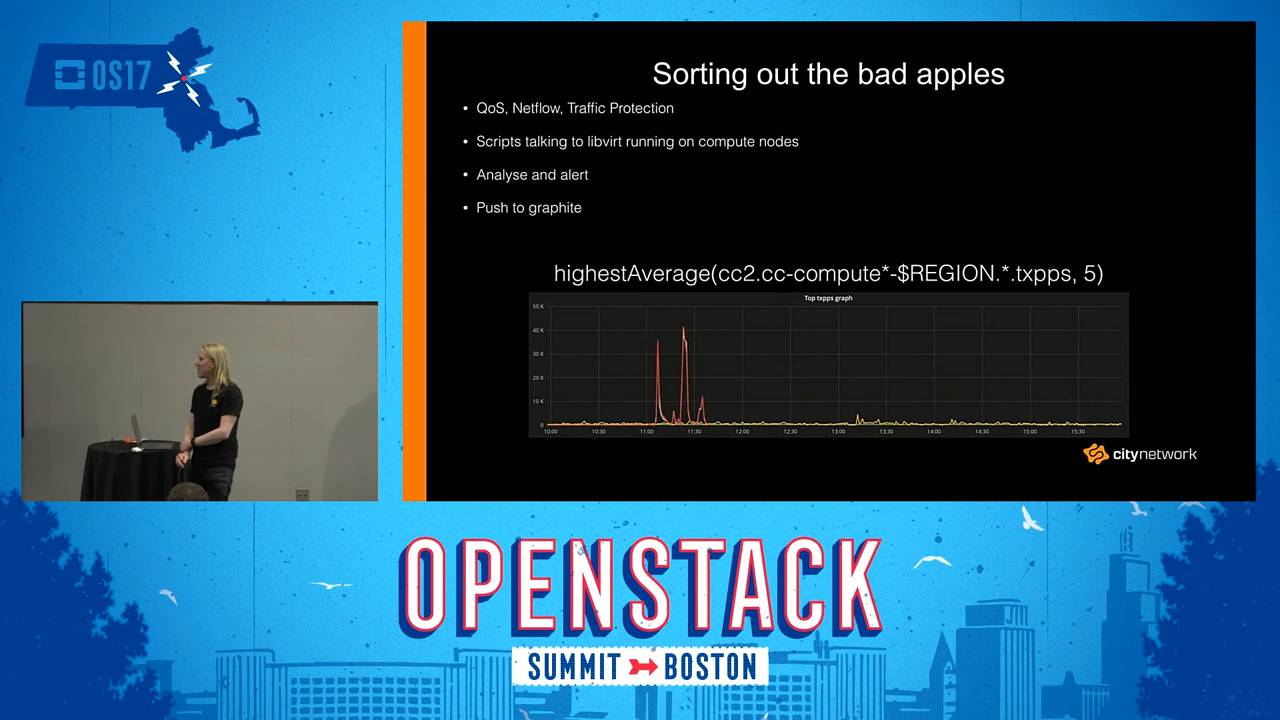 OS17
Sorting out the bad apples
• QoS, Netflow, Traffic Protection
• Scripts talking to libvirt running on compute nodes
• Analyse and alert
• Push to graphite
highestAverage(cc2.cc-compute*-$REGION.*.txpps, 5)
Top txpps graph
50 K
40 K
30 K
20 K
10 K
0
10:00 10:30 11:00 11:30 12:00 12:30 13:00 13:30 14:00 14:30 15:00 15:30
citynetwork
OPENSTACK
SUMMIT BOSTON